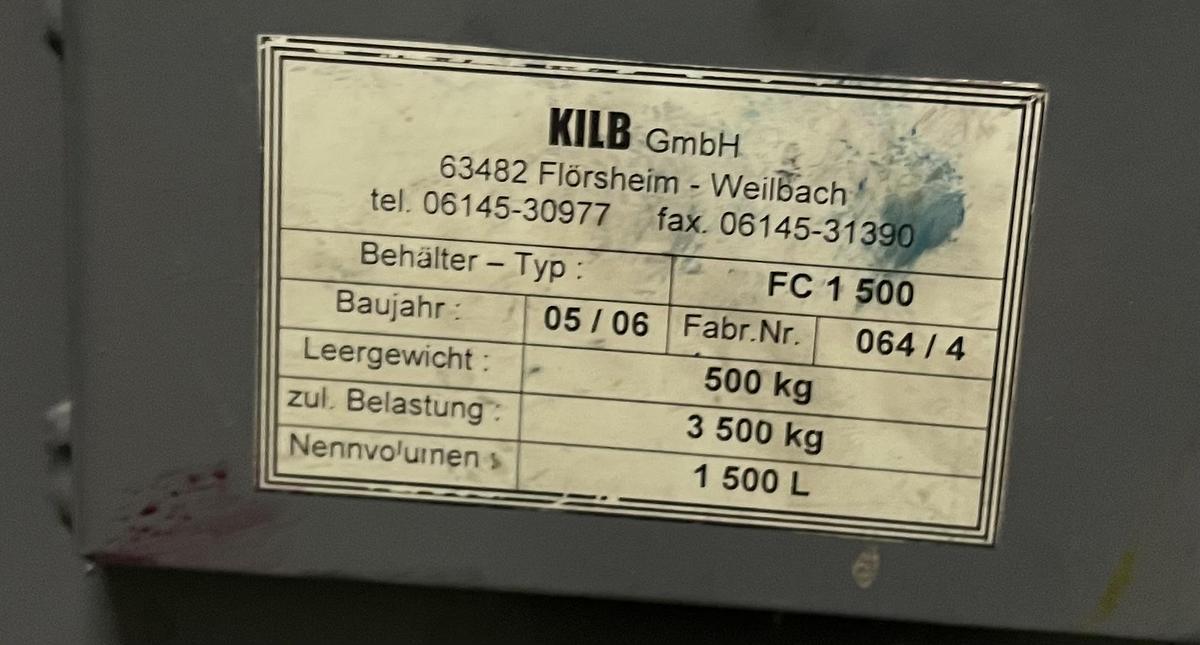 KILB GmbH
63482 Flörsheim - Weilbach
tel. 06145-30977 fax. 06145-31390
Behälter – Typ : FC 1 500
Baujahr : 05 / 06 Fabr.Nr. 064 / 4
Leergewicht : 500 kg
zul. Belastung : 3 500 kg
Nennvolumen : 1 500 L